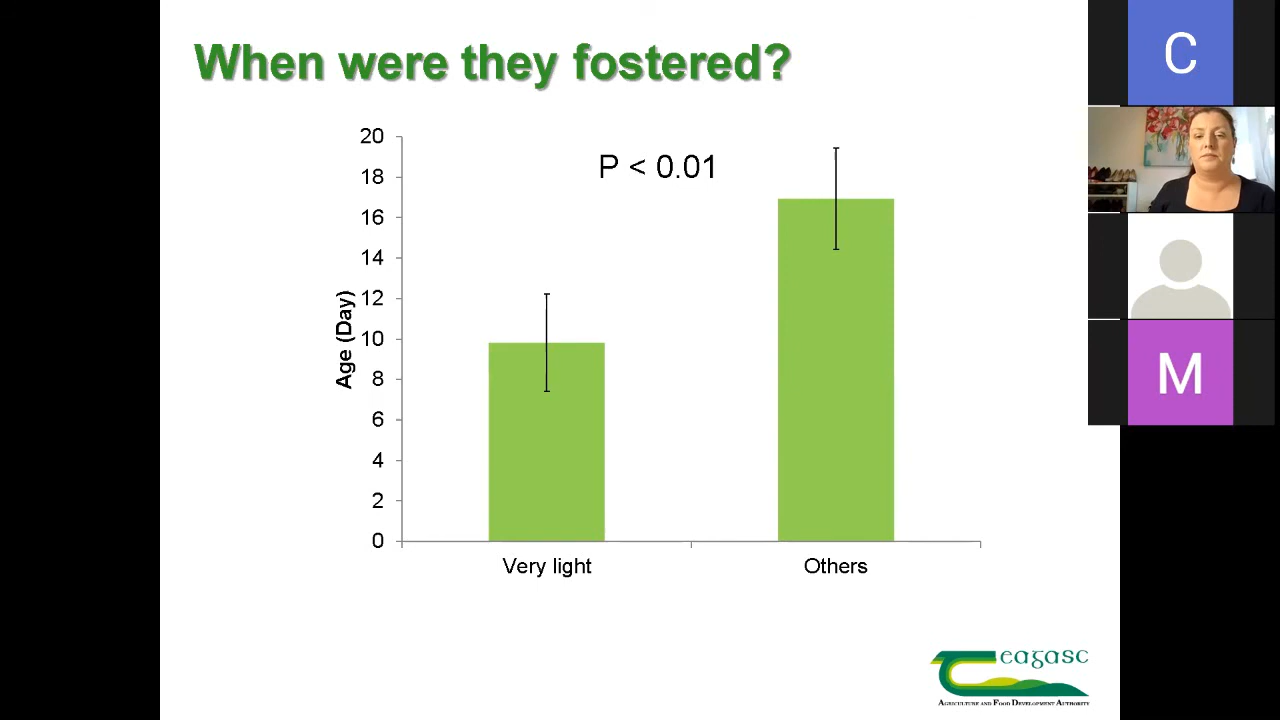 When were they fostered?
P < 0.01
Age (Day)
20
18
16
14
12
10
8
6
4
2
0
Very light
Others
Teagasc
AGRICULTURE AND FOOD DEVELOPMENT AUTHORITY
C
M